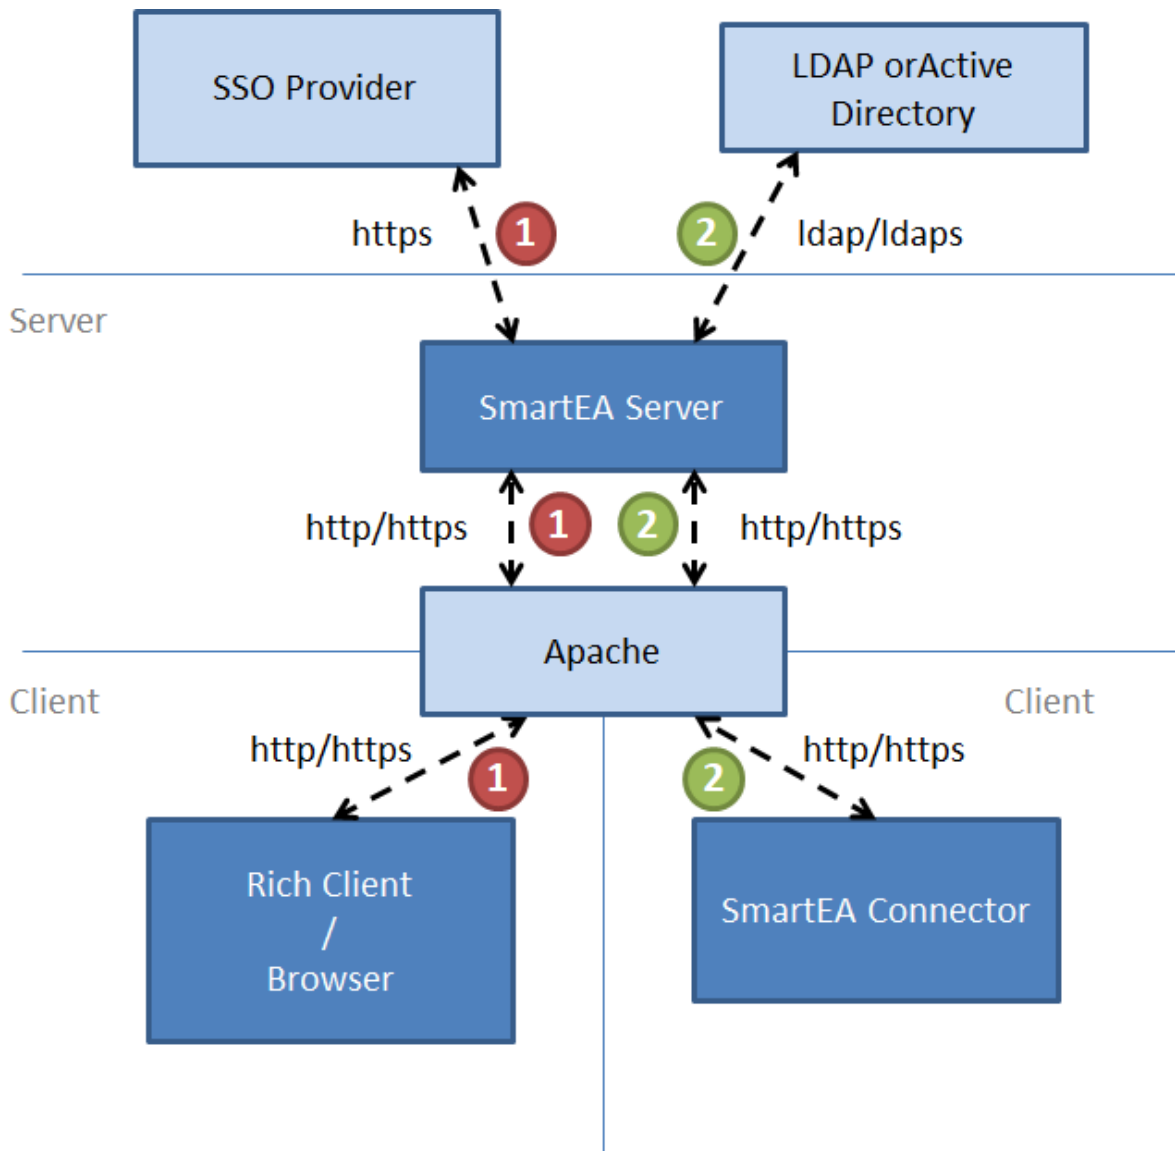 SSO Provider
LDAP orActive
Directory
https
1
2
ldap/ldaps
Server
SmartEA Server
http/https
1
2
http/https
Apache
Client
Client
http/https
1
2
http/https
Rich Client
/
Browser
SmartEA Connector